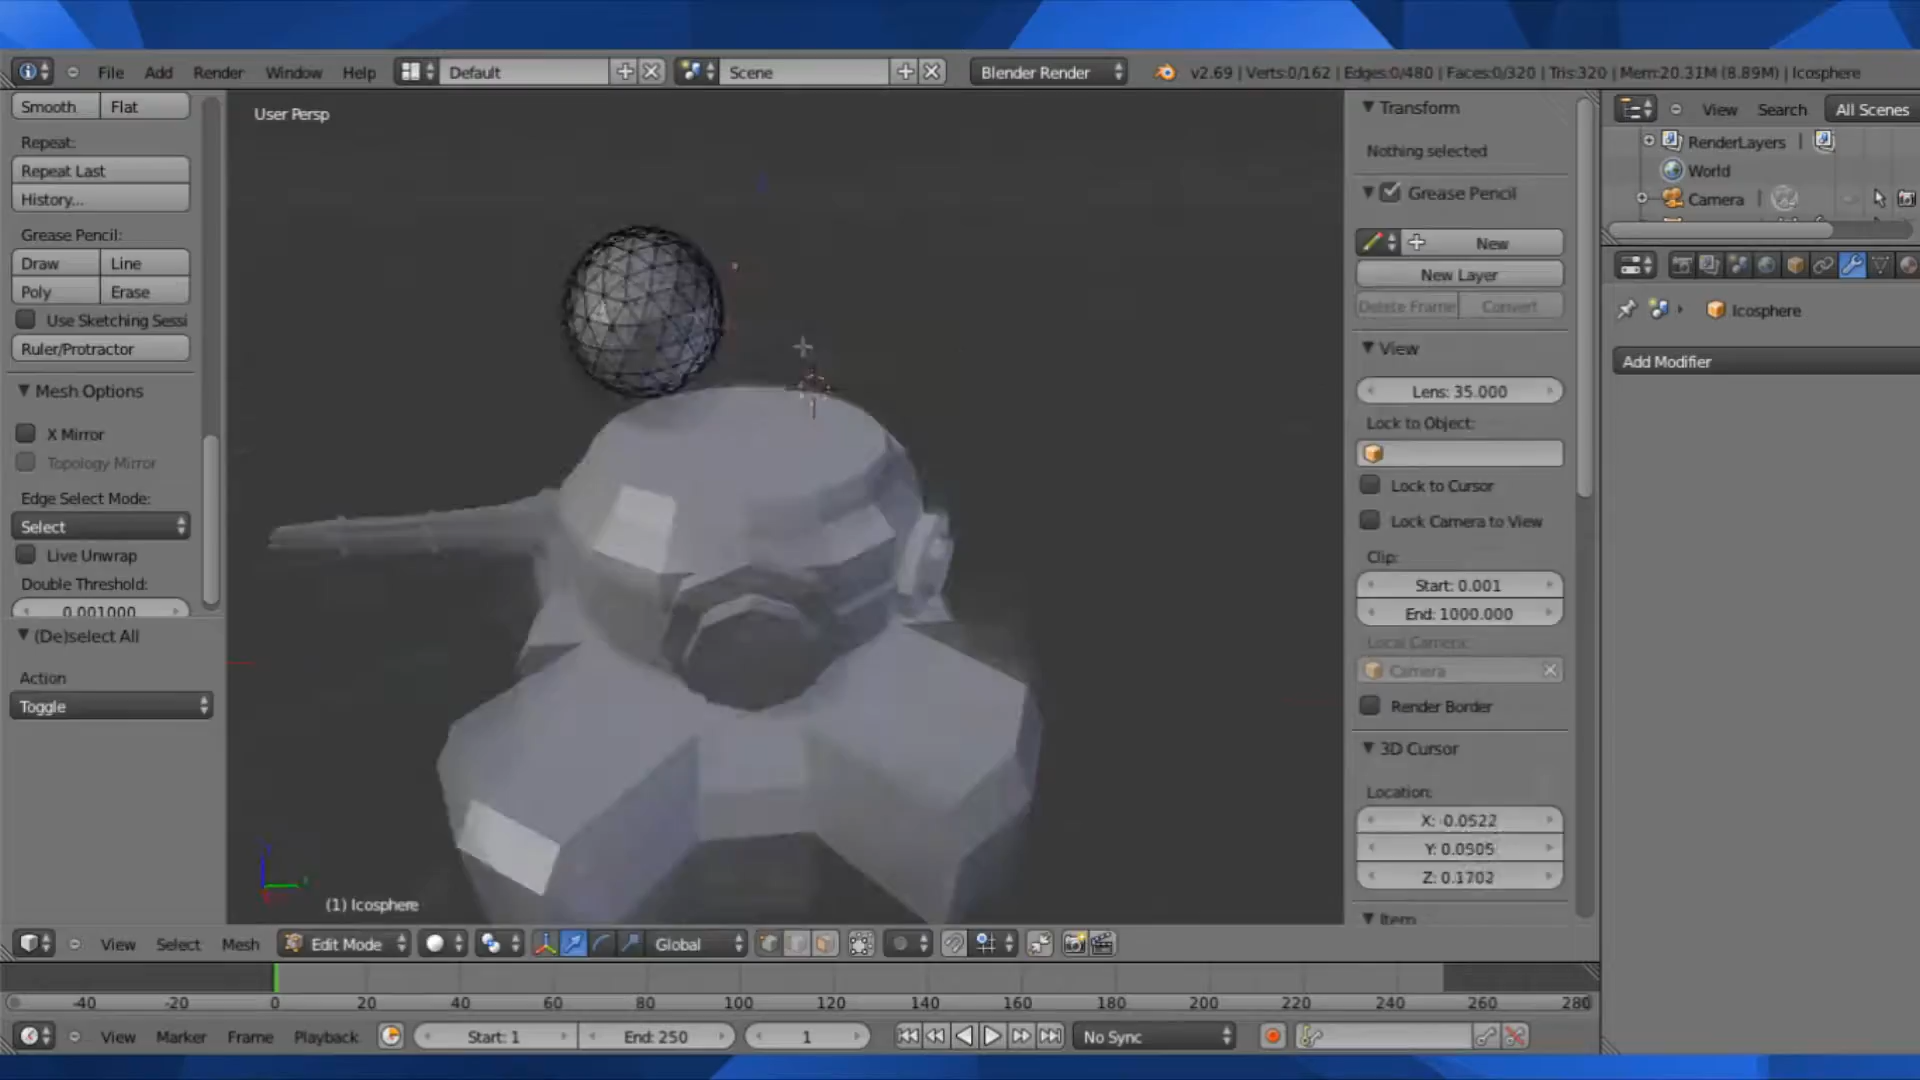 File Add Render Window Help Default Scene Blender Render v2.69 | Verts:0/162 | Edges:0/480 | Faces:0/320 | Tris:320 | Mem:20.31M (8.89M) | Icosphere
Smooth Flat
Repeat:
Repeat Last
History...
Grease Pencil:
Draw Line
Poly Erase
Use Sketching Sessi
Ruler/Protractor
Mesh Options
X Mirror
Topology Mirror
Edge Select Mode:
Select
Live Unwrap
Double Threshold:
0.001000
(De)select All
Action
Toggle
User Persp
(1) Icosphere
Transform
Nothing selected
Grease Pencil
New
New Layer
Delete Frame Convert
View
Lens: 35.000
Lock to Object:
Lock to Cursor
Lock Camera to View
Clip:
Start: 0.001
End: 1000.000
Local Camera:
Camera
Render Border
3D Cursor
Location:
X: -0.0522
Y: 0.0505
Z: 0.1702
Item
View Search All Scenes
RenderLayers
World
Camera
Icosphere
Add Modifier
View Select Mesh Edit Mode Global
-40 -20 0 20 40 60 80 100 120 140 160 180 200 220 240 260 280
View Marker Frame Playback Start: 1 End: 250 1 No Sync